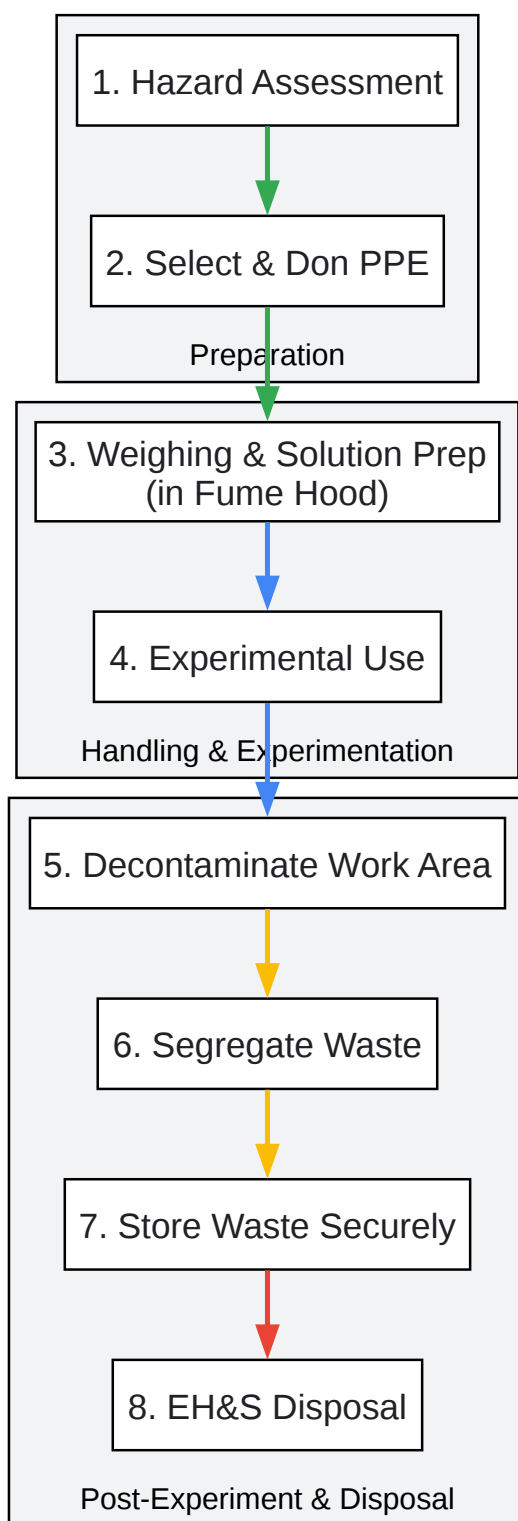 1. Hazard Assessment
2. Select & Don PPE
Preparation
3. Weighing & Solution Prep
(in Fume Hood)
4. Experimental Use
Handling & Experimentation
5. Decontaminate Work Area
6. Segregate Waste
7. Store Waste Securely
8. EH&S Disposal
Post-Experiment & Disposal